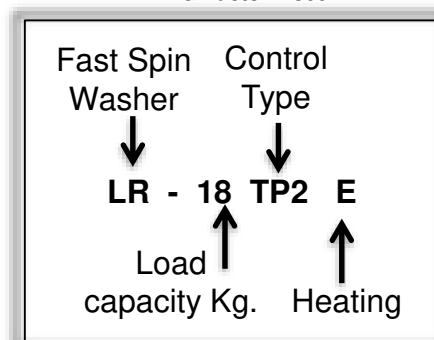 Fast Spin Control
Washer Type
LR - 18 TP2 E
Load
capacity Kg. Heating